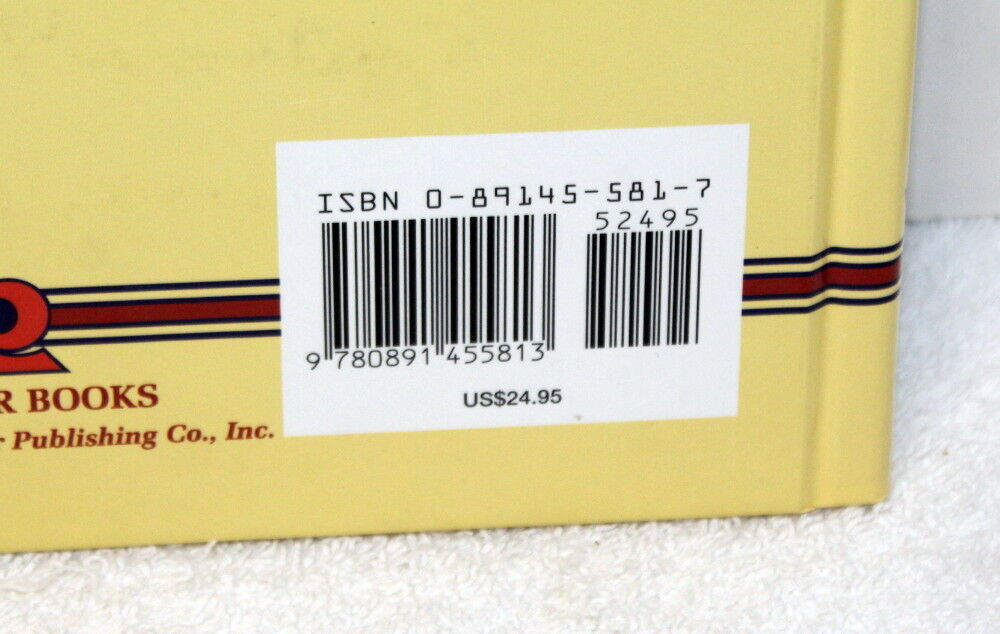 ISBN 0-89145-581-7
52495
9 780891 455813
US$24.95
R BOOKS
r Publishing Co., Inc.